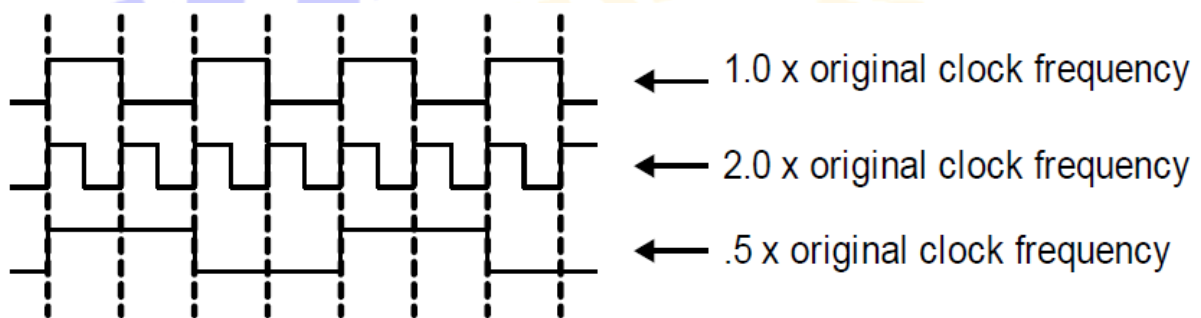 1.0 x original clock frequency
2.0 x original clock frequency
.5 x original clock frequency